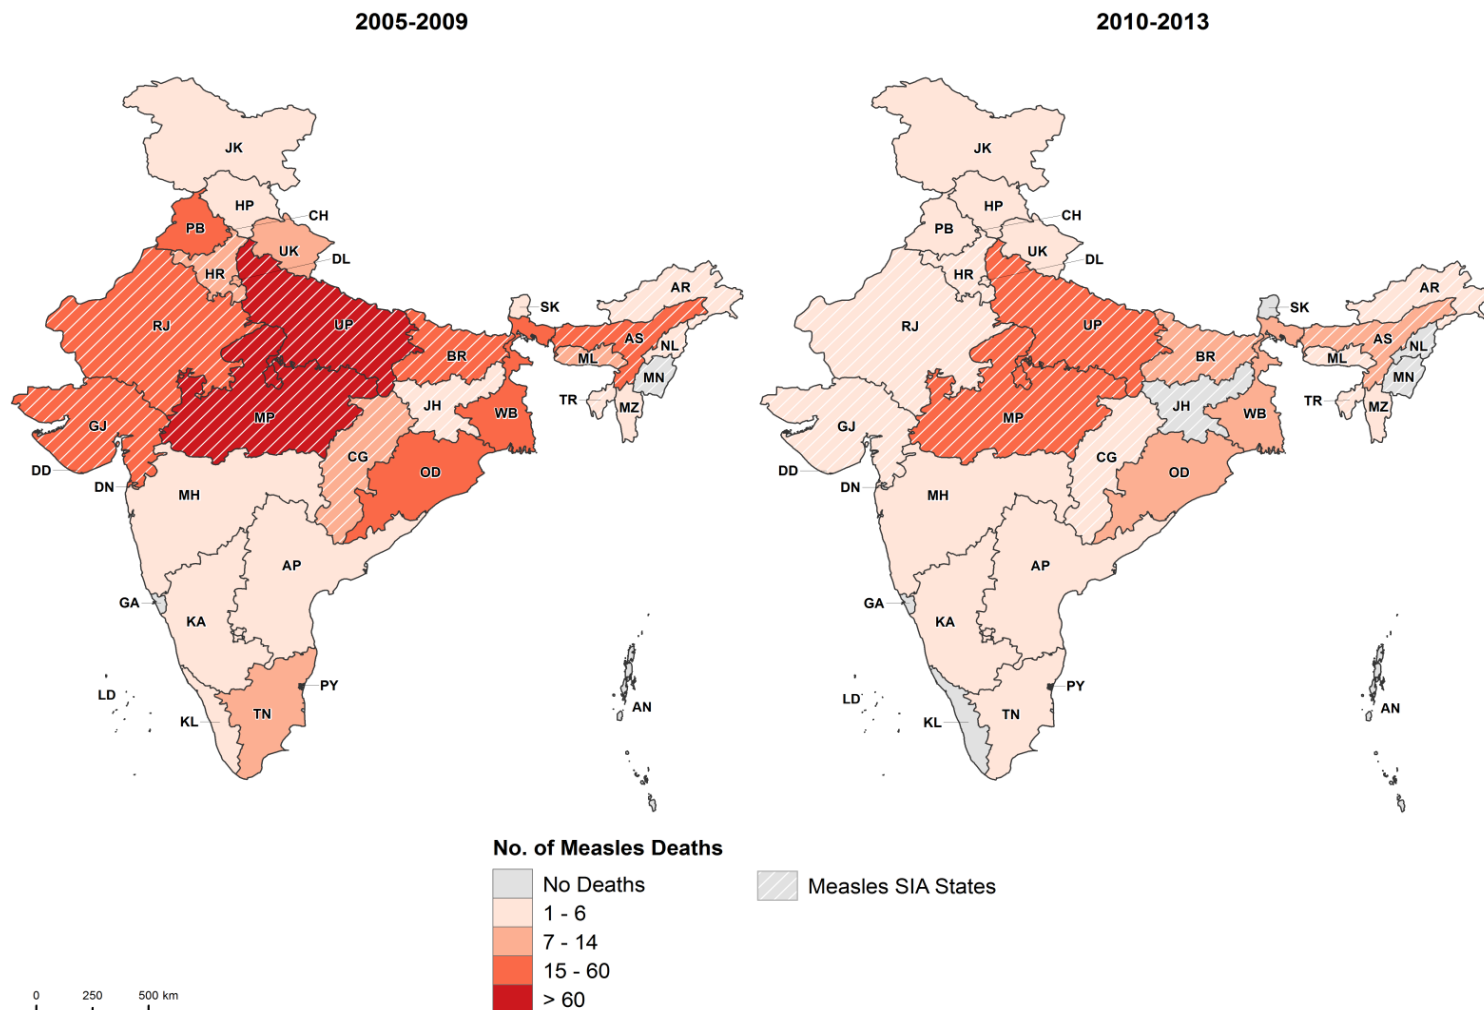 2005-2009
2010-2013
JK
HP
CH
PB
UK
DL
HR
AR
SK
RJ
UP
AS
NL
BR
ML
MN
TR
MZ
JH
WB
MP
GJ
CG
OD
DD
DN
MH
AP
GA
KA
LD
PY
AN
TN
KL
JK
HP
CH
PB
UK
DL
HR
AR
SK
RJ
UP
AS
NL
BR
ML
MN
TR
MZ
JH
WB
MP
GJ
CG
OD
DD
DN
MH
AP
GA
KA
LD
PY
AN
TN
KL
No. of Measles Deaths
No Deaths
Measles SIA States
1 - 6
7 - 14
15 - 60
> 60
0 250 500 km